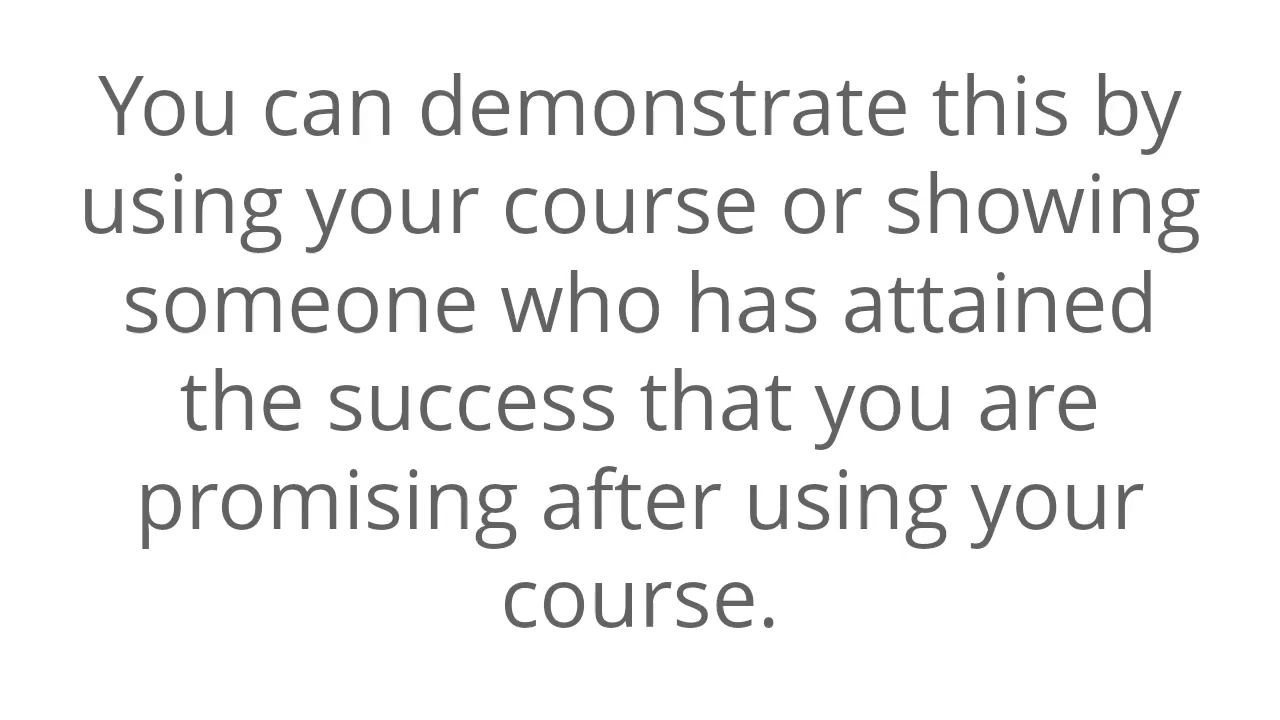 You can demonstrate this by
using your course or showing
someone who has attained
the success that you are
promising after using your
course.